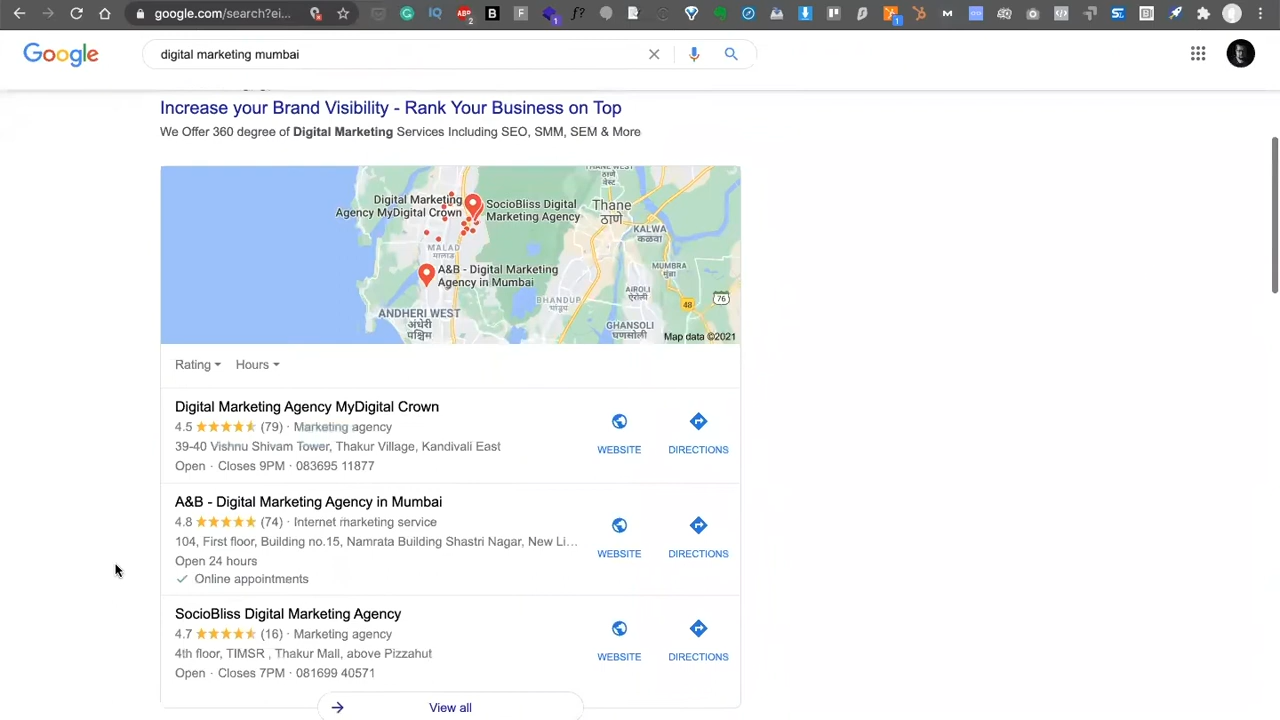 google.com/search?ei...
Google
digital marketing mumbai
Increase your Brand Visibility - Rank Your Business on Top
We Offer 360 degree of Digital Marketing Services Including SEO, SMM, SEM & More
THANE WEST
ठाणे
Digital Marketing
Agency MyDigital Crown
SocioBliss Digital
Marketing Agency
Thane
ठाणे
KALWA
कळवा
MALAD
मालाड
A&B - Digital Marketing
Agency in Mumbai
MUMBRA
मुंब्रा
AIROLI
ऐरोली
BHANDUP
48
76
ANDHERI WEST
अंधेरी
पश्चिम
GHANSOLI
घणसोली
Map data ©2021
Rating
Hours
Digital Marketing Agency MyDigital Crown
4.5 (79) · Marketing agency
39-40 Vishnu Shivam Tower, Thakur Village, Kandivali East
Open · Closes 9PM · 083695 11877
WEBSITE
DIRECTIONS
A&B - Digital Marketing Agency in Mumbai
4.8 (74) · Internet marketing service
104, First floor, Building no.15, Namrata Building Shastri Nagar, New Li...
Open 24 hours
Online appointments
WEBSITE
DIRECTIONS
SocioBliss Digital Marketing Agency
4.7 (16) · Marketing agency
4th floor, TIMSR , Thakur Mall, above Pizzahut
Open · Closes 7PM · 081699 40571
WEBSITE
DIRECTIONS
View all